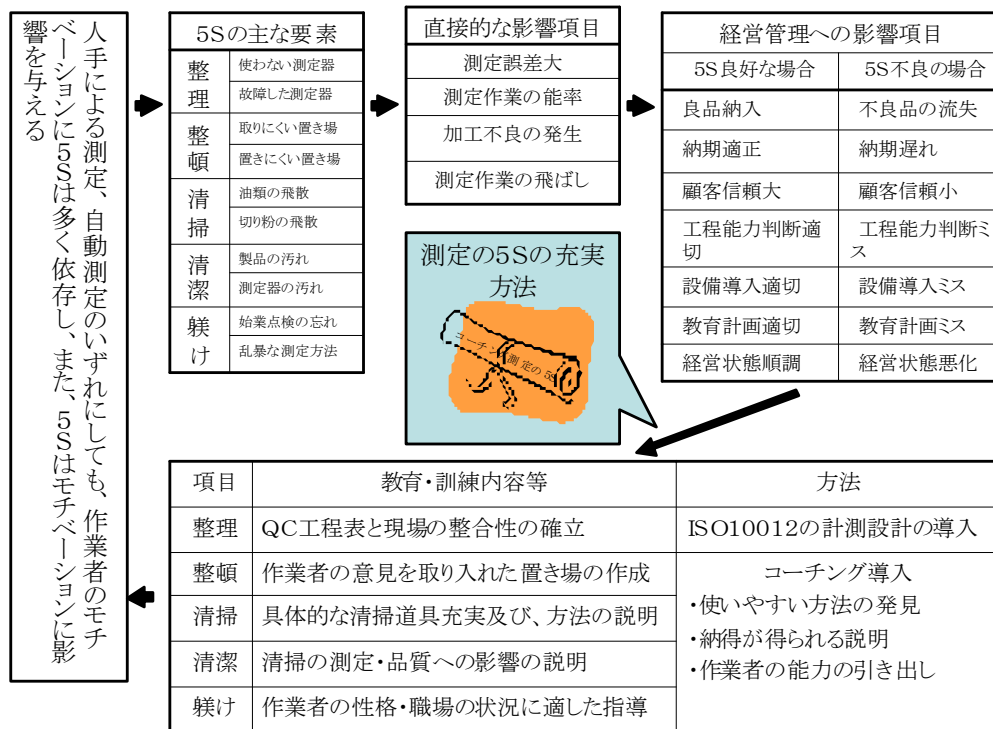 人手による測定、自動測定のいずれにしても、作業者のモチ
ベーションに5Sは多く依存し、また、5Sはモチベーションに影
響を与える
5Sの主な要素
整理
使わない測定器
故障した測定器
整頓
取りにくい置き場
置きにくい置き場
清掃
油類の飛散
切り粉の飛散
清潔
製品の汚れ
測定器の汚れ
躾け
始業点検の忘れ
乱暴な測定方法
直接的な影響項目
測定誤差大
測定作業の能率
加工不良の発生
測定作業の飛ばし
経営管理への影響項目
5S良好な場合 5S不良の場合
良品納入 不良品の流失
納期適正 納期遅れ
顧客信頼大 顧客信頼小
工程能力判断適
切
工程能力判断ミ
ス
設備導入適切 設備導入ミス
教育計画適切 教育計画ミス
経営状態順調 経営状態悪化
測定の5Sの充実
方法
コーチン
測定の5S
項目 教育・訓練内容等 方法
整理 QC工程表と現場の整合性の確立 ISO10012の計測設計の導入
整頓 作業者の意見を取り入れた置き場の作成
清掃 具体的な清掃道具充実及び、方法の説明
清潔 清掃の測定・品質への影響の説明
躾け 作業者の性格・職場の状況に適した指導
コーチング導入
・使いやすい方法の発見
・納得が得られる説明
・作業者の能力の引き出し